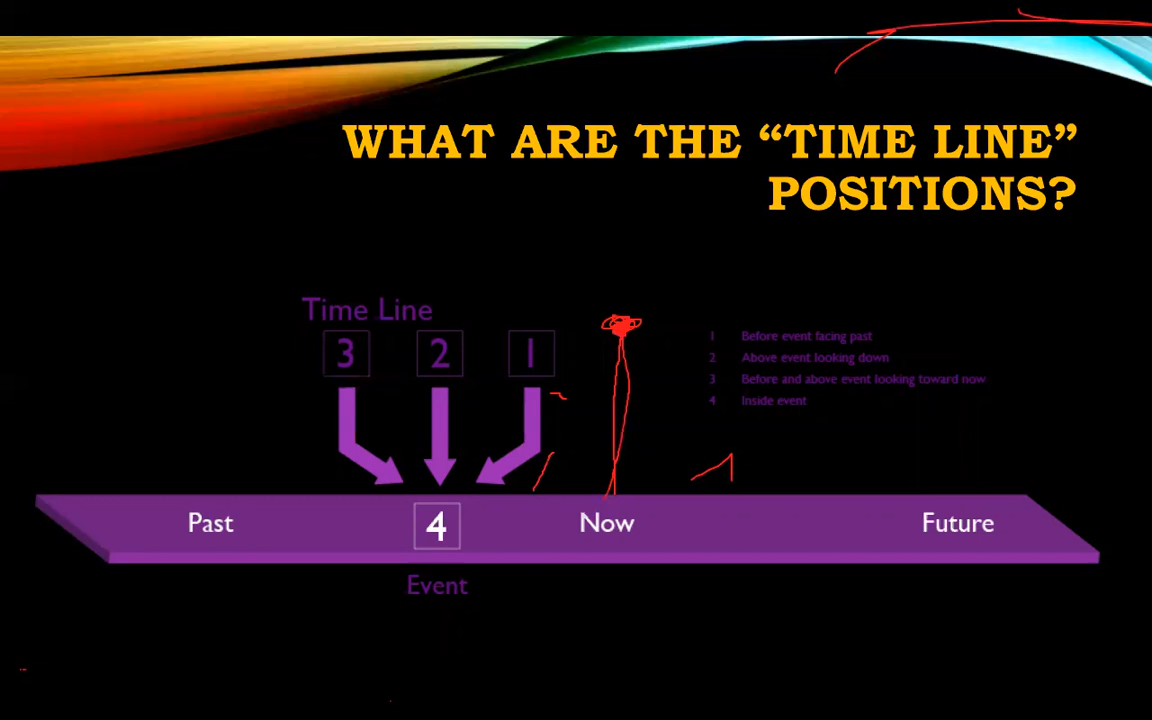 WHAT ARE THE “TIME LINE”
POSITIONS?
Time Line
3 2 1
1 Before event facing past
2 Above event looking down
3 Before and above event looking toward now
4 Inside event
Past 4 Now Future
Event